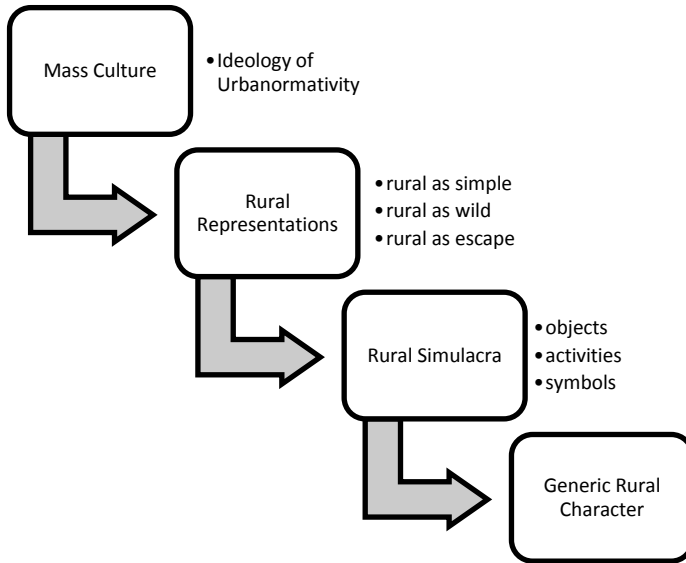 Mass Culture
•Ideology of
Urbanormativity
Rural
Representations
•rural as simple
•rural as wild
•rural as escape
Rural Simulacra
•objects
•activities
•symbols
Generic Rural
Character